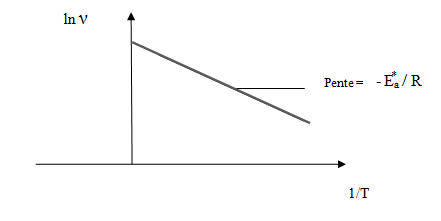 ln ν
Pente = - E*a / R
1/T